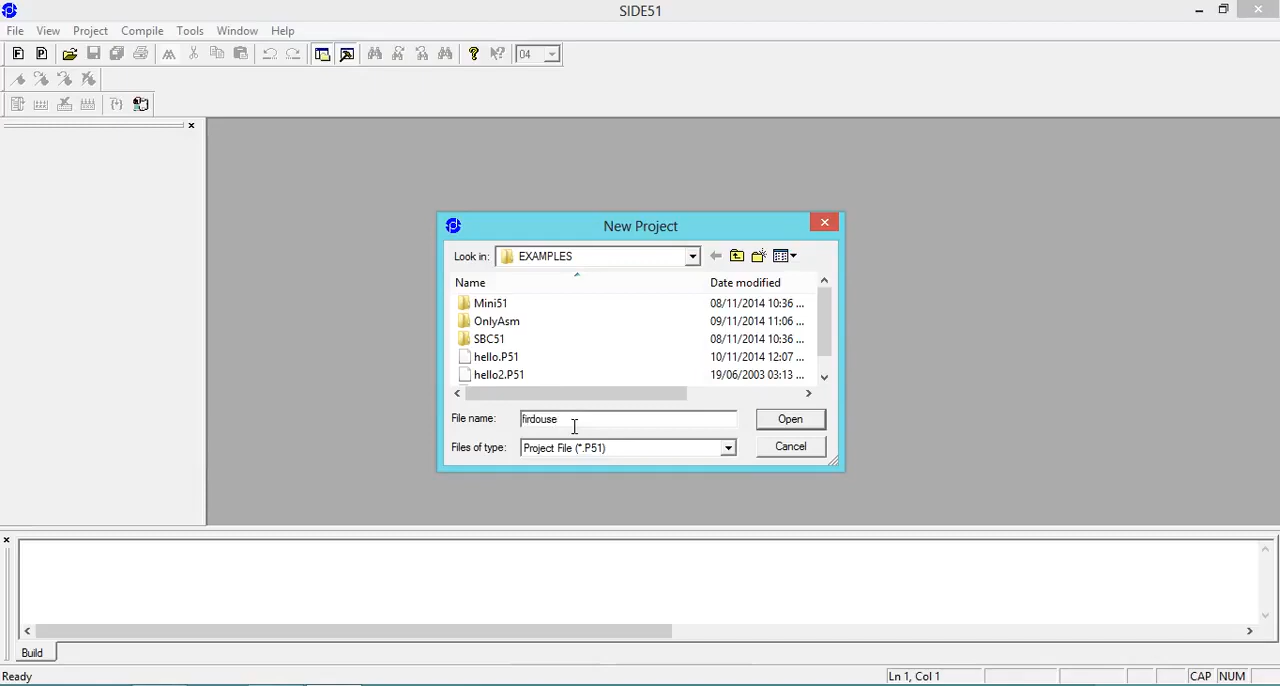 SIDE51
File View Project Compile Tools Window Help
04
New Project
Look in: EXAMPLES
Name Date modified
Mini51 08/11/2014 10:36 ...
OnlyAsm 09/11/2014 11:06 ...
SBC51 08/11/2014 10:36 ...
hello.P51 10/11/2014 12:07 ...
hello2.P51 19/06/2003 03:13 ...
File name: firdouse Open
Files of type: Project File (*.P51) Cancel
Build
Ready Ln 1, Col 1 CAP NUM